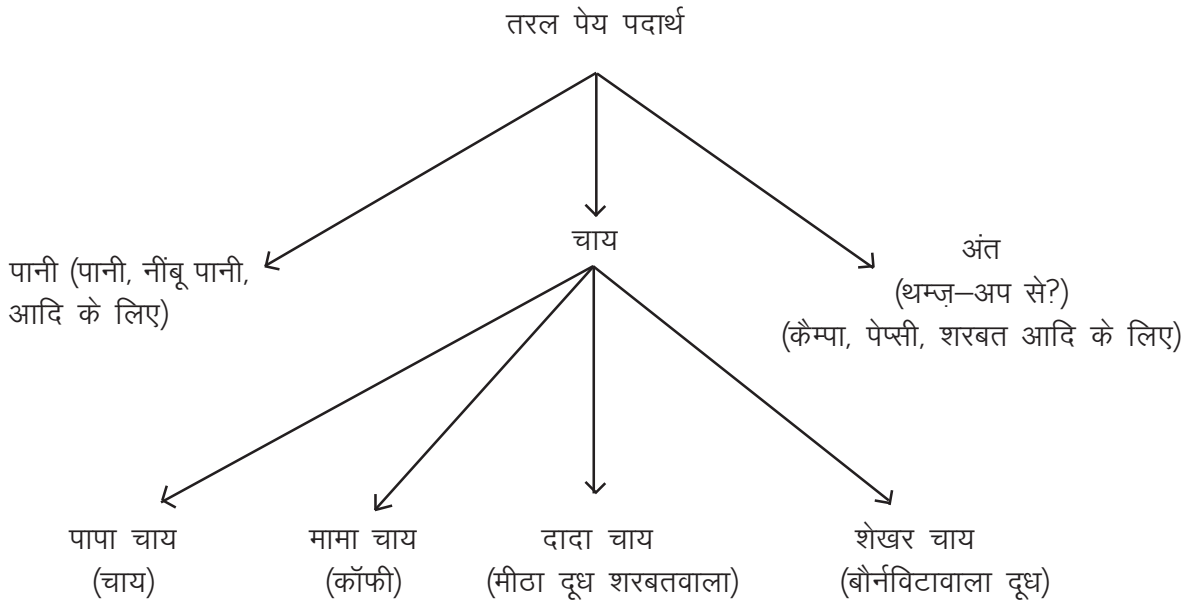 तरल पेय पदार्थ
पानी (पानी, नींबू पानी,
आदि के लिए)
चाय
अंत
(थम्ज़–अप से?)
(कैम्पा, पेप्सी, शरबत आदि के लिए)
पापा चाय
(चाय)
मामा चाय
(कॉफी)
दादा चाय
(मीठा दूध शरबतवाला)
शेखर चाय
(बौर्नविटावाला दूध)